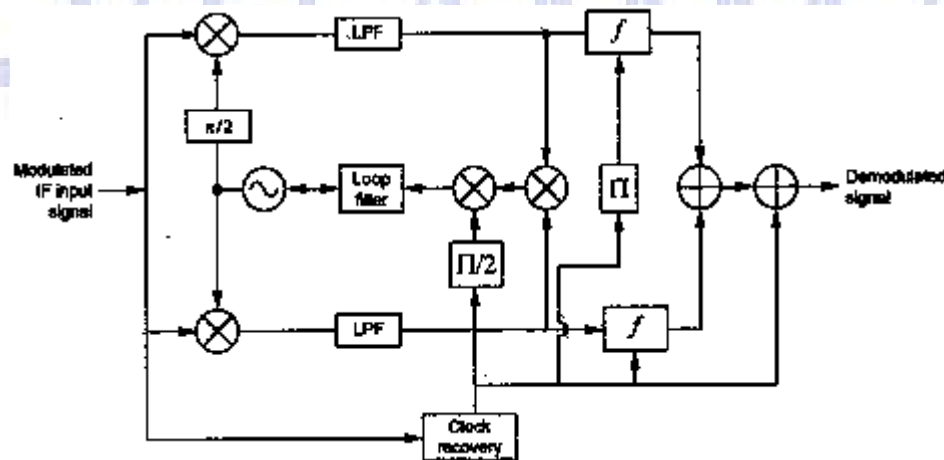 LPF
f
π/2
Modulated
IF input
signal
Loop
filter
Π
Demodulated
signal
Π/2
LPF
f
Clock
recovery